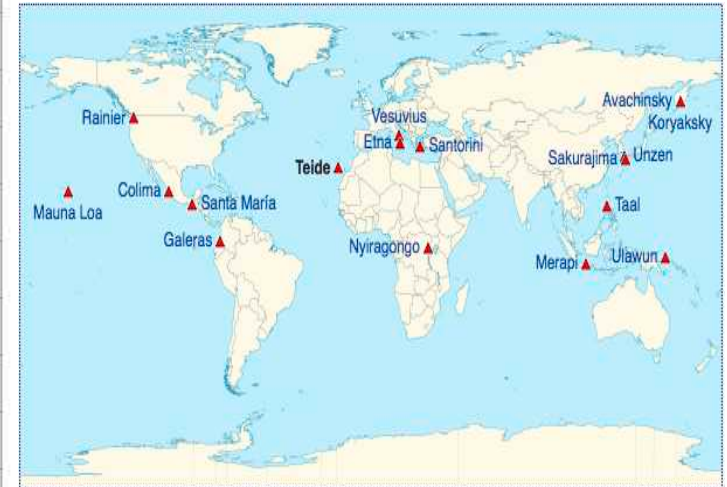 Avachinsky
Koryaksky
Rainier
Vesuvius
Etna
Santorini
Sakurajima
Unzen
Teide
Colima
Santa María
Mauna Loa
Taal
Galeras
Nyiragongo
Merapi
Ulawun